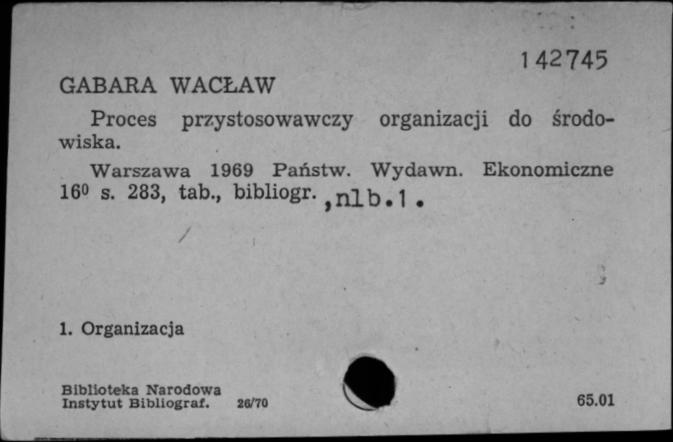 142745
GABARA WACŁAW
Proces przystosowawczy organizacji do środo-
wiska.
Warszawa 1969 Państw. Wydawn. Ekonomiczne
16⁰ s. 283, tab., bibliogr. ,nlb.1.
1. Organizacja
Biblioteka Narodowa
Instytut Bibliograf. 26/70
65.01